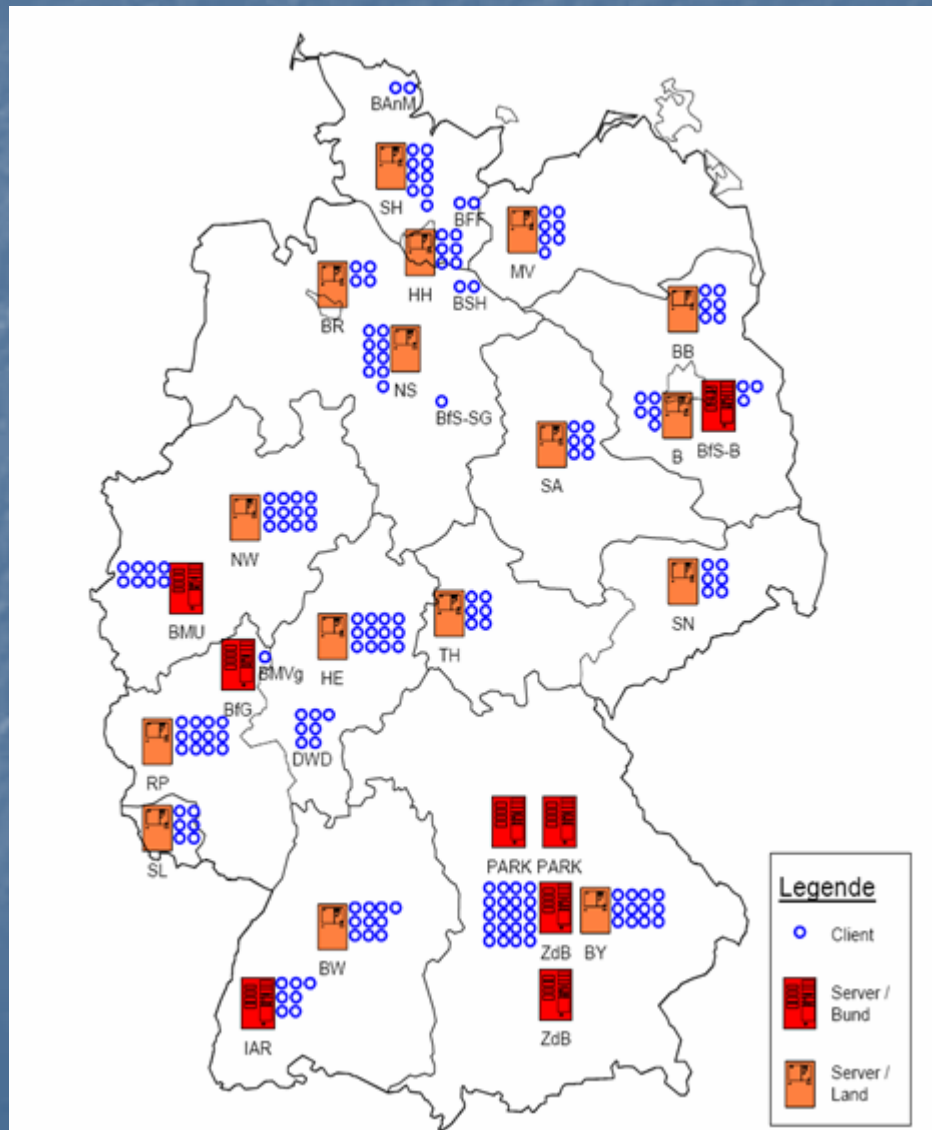 BAnM
SH
BFF
MV
HH
BSH
BR
BB
NS
BfS-SG
B
BfS-B
SA
NW
SN
BMU
HE
TH
BMVg
BfG
DWD
RP
SL
PARK PARK
ZdB
BY
BW
IAR
ZdB
Legende
Client
Server /
Bund
Server /
Land